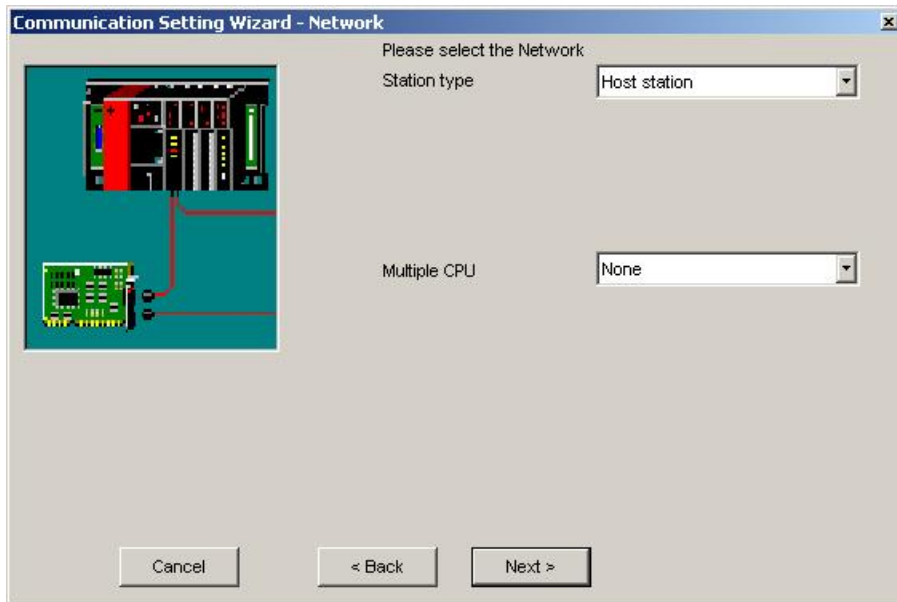 Communication Setting Wizard - Network
Please select the Network
Station type
Host station
Multiple CPU
None
Cancel
< Back
Next >